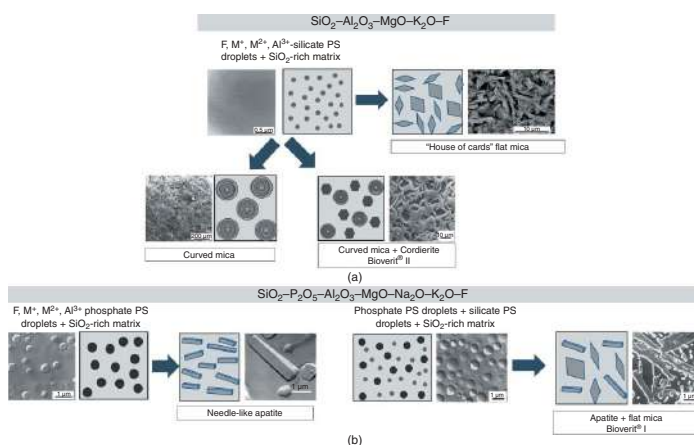 SiO₂–Al₂O₃–MgO–K₂O–F
F, M⁺, M²⁺, Al³⁺-silicate PS
droplets + SiO₂-rich matrix
0.5 µm
10 µm
"House of cards" flat mica
200 µm
10 µm
Curved mica
Curved mica + Cordierite
Bioverit® II
(a)
SiO₂–P₂O₅–Al₂O₃–MgO–Na₂O–K₂O–F
F, M⁺, M²⁺, Al³⁺ phosphate PS
droplets + SiO₂-rich matrix
Phosphate PS droplets + silicate PS
droplets + SiO₂-rich matrix
1 µm
1 µm
1 µm
1 µm
Needle-like apatite
Apatite + flat mica
Bioverit® I
(b)